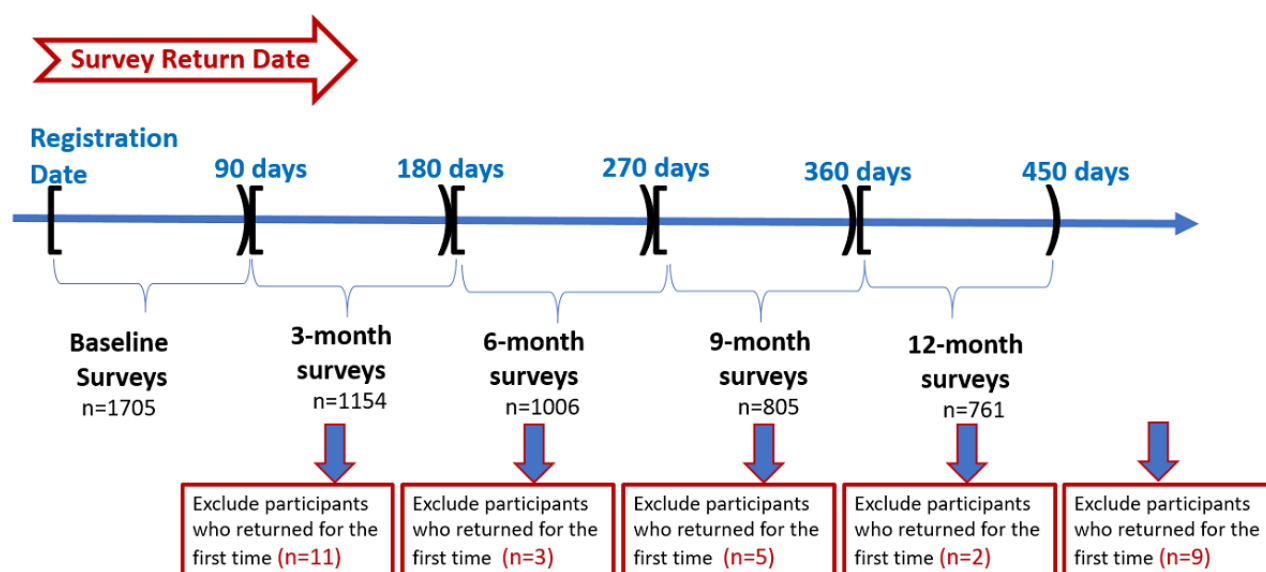 Survey Return Date
Registration
Date
90 days
180 days
270 days
360 days
450 days
Baseline
Surveys
n=1705
3-month
surveys
n=1154
6-month
surveys
n=1006
9-month
surveys
n=805
12-month
surveys
n=761
Exclude participants
who returned for the
first time (n=11)
Exclude participants
who returned for the
first time (n=3)
Exclude participants
who returned for the
first time (n=5)
Exclude participants
who returned for the
first time (n=2)
Exclude participants
who returned for the
first time (n=9)